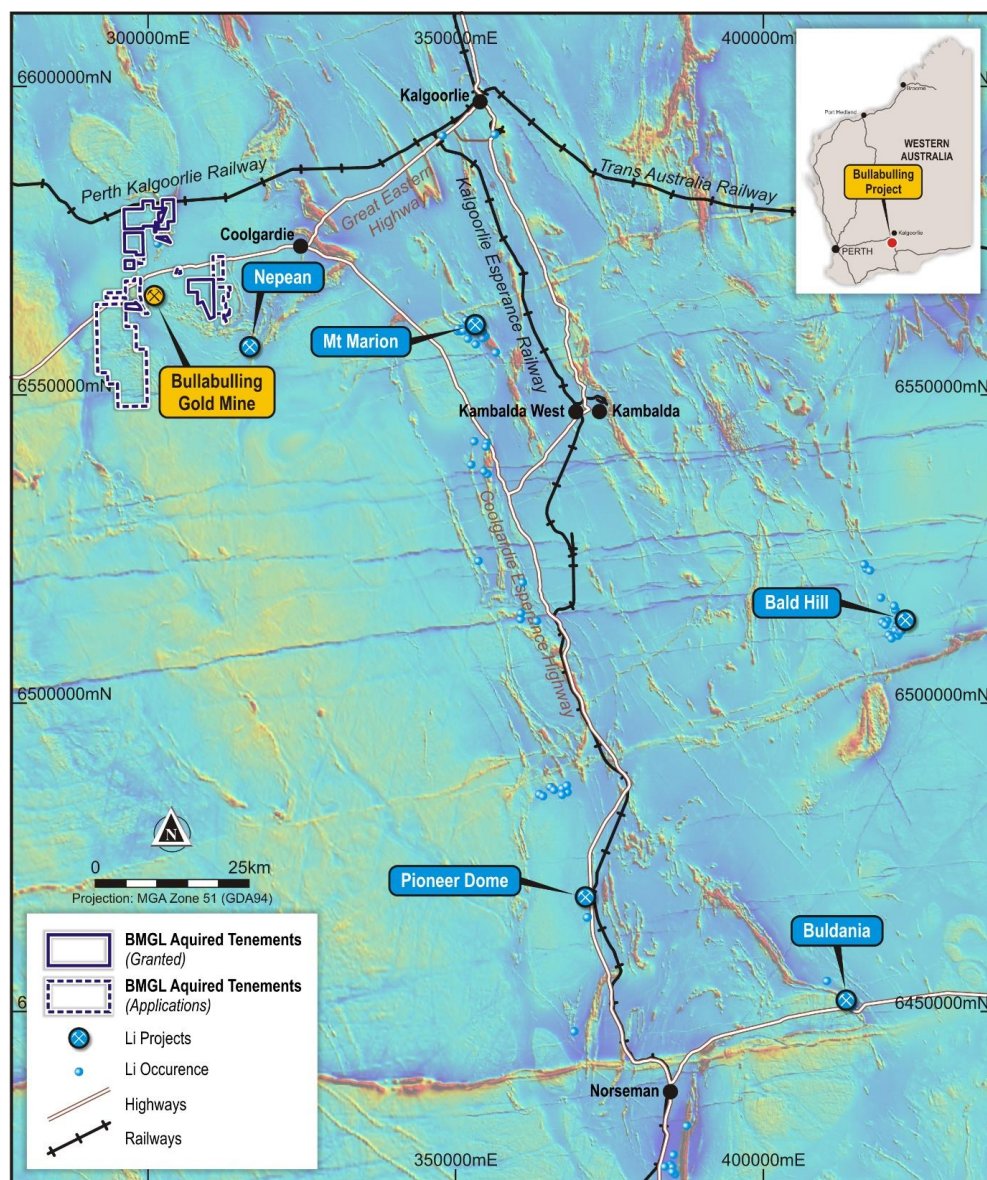 300000mE
350000mE
400000mE
6600000mN
Kalgoorlie
Perth Kalgoorlie Railway
Great Eastern
Highway
Kalgoorlie Esperance Railway
Trans Australia Railway
Broome
Port Hedland
WESTERN
AUSTRALIA
Bullabulling
Project
Kalgoorlie
PERTH
Coolgardie
Nepean
Mt Marion
Bullabulling
Gold Mine
6550000mN
6550000mN
Kambalda West
Kambalda
Coolgardie Esperance Highway
Bald Hill
6500000mN
6500000mN
N
0
25km
Projection: MGA Zone 51 (GDA94)
Pioneer Dome
Buldania
6450000mN
Norseman
BMGL Aquired Tenements
(Granted)
BMGL Aquired Tenements
(Applications)
Li Projects
Li Occurence
Highways
Railways
350000mE
400000mE